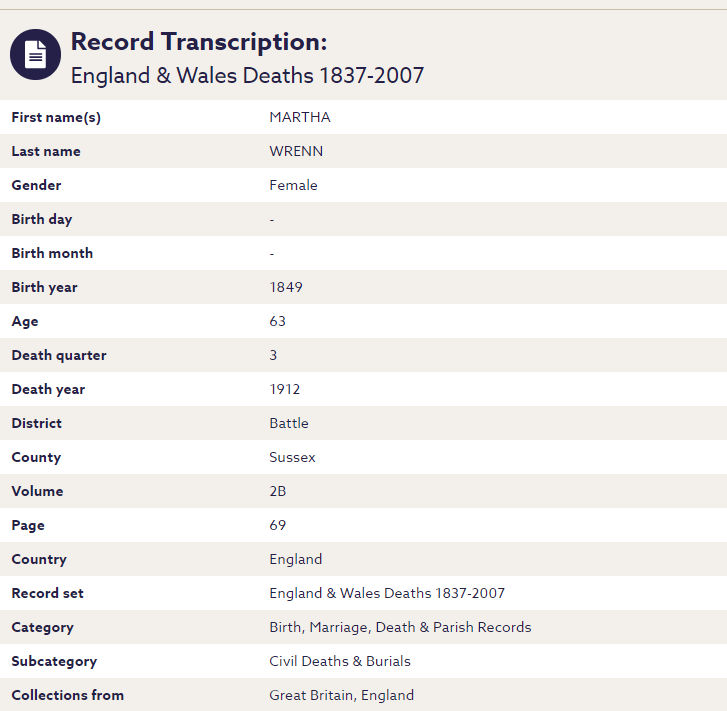 Record Transcription:
England & Wales Deaths 1837-2007
First name(s) MARTHA
Last name WRENN
Gender Female
Birth day -
Birth month -
Birth year 1849
Age 63
Death quarter 3
Death year 1912
District Battle
County Sussex
Volume 2B
Page 69
Country England
Record set England & Wales Deaths 1837-2007
Category Birth, Marriage, Death & Parish Records
Subcategory Civil Deaths & Burials
Collections from Great Britain, England